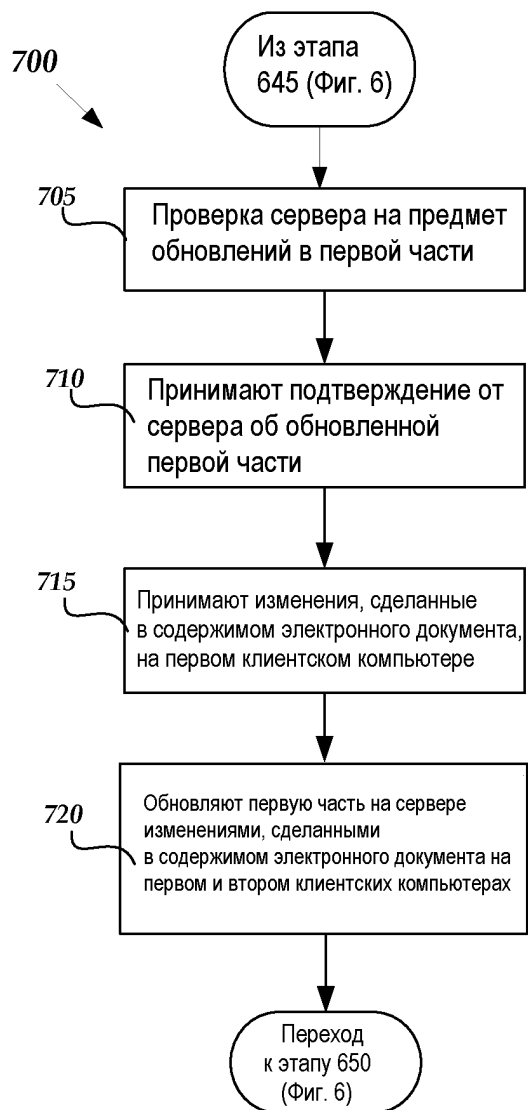 Из этапа
645 (Фиг. 6)
700
705
Проверка сервера на предмет
обновлений в первой части
710
Принимают подтверждение от
сервера об обновленной
первой части
715
Принимают изменения, сделанные
в содержимом электронного документа,
на первом клиентском компьютере
720
Обновляют первую часть на сервере
изменениями, сделанными
в содержимом электронного документа на
первом и втором клиентских компьютерах
Переход
к этапу 650
(Фиг. 6)